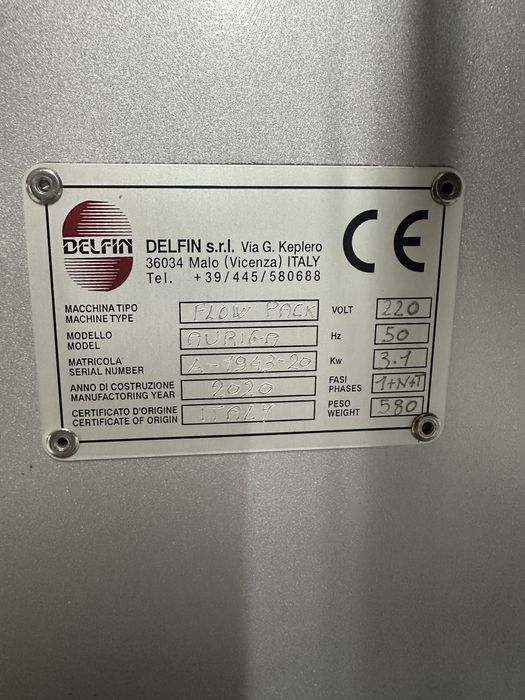 DELFIN
DELFIN s.r.l. Via G. Keplero
36034 Malo (Vicenza) ITALY
Tel. +39/445/580688
CE
MACCHINA TIPO
MACHINE TYPE
FLOW PACK
VOLT
220
MODELLO
MODEL
AURIGA
Hz
50
MATRICOLA
SERIAL NUMBER
A-1943-20
Kw
3.1
ANNO DI COSTRUZIONE
MANUFACTORING YEAR
2020
FASI
PHASES
1+N+T
CERTIFICATO D'ORIGINE
CERTIFICATE OF ORIGIN
ITALY
PESO
WEIGHT
580